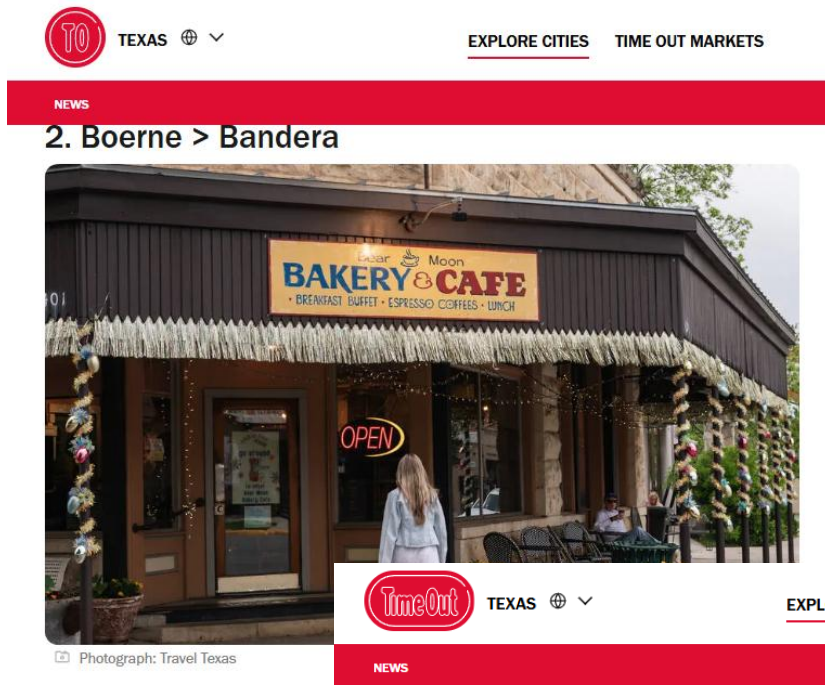 TO TEXAS EXPLORE CITIES TIME OUT MARKETS
NEWS
2. Boerne > Bandera
Bear Moon
BAKERY & CAFE
• BREAKFAST BUFFET • ESPRESSO COFFEES • LUNCH
OPEN
Photograph: Travel Texas
TimeOut TEXAS EXPL
NEWS